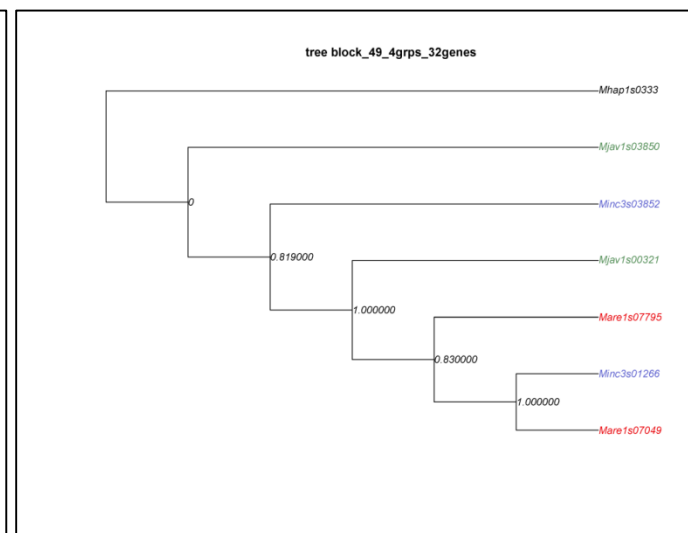 tree block_49_4grps_32genes
Mhap1s0333
Mjav1s03850
0
Minc3s03852
0.819000
Mjav1s00321
1.000000
Mare1s07795
0.830000
Minc3s01266
1.000000
Mare1s07049